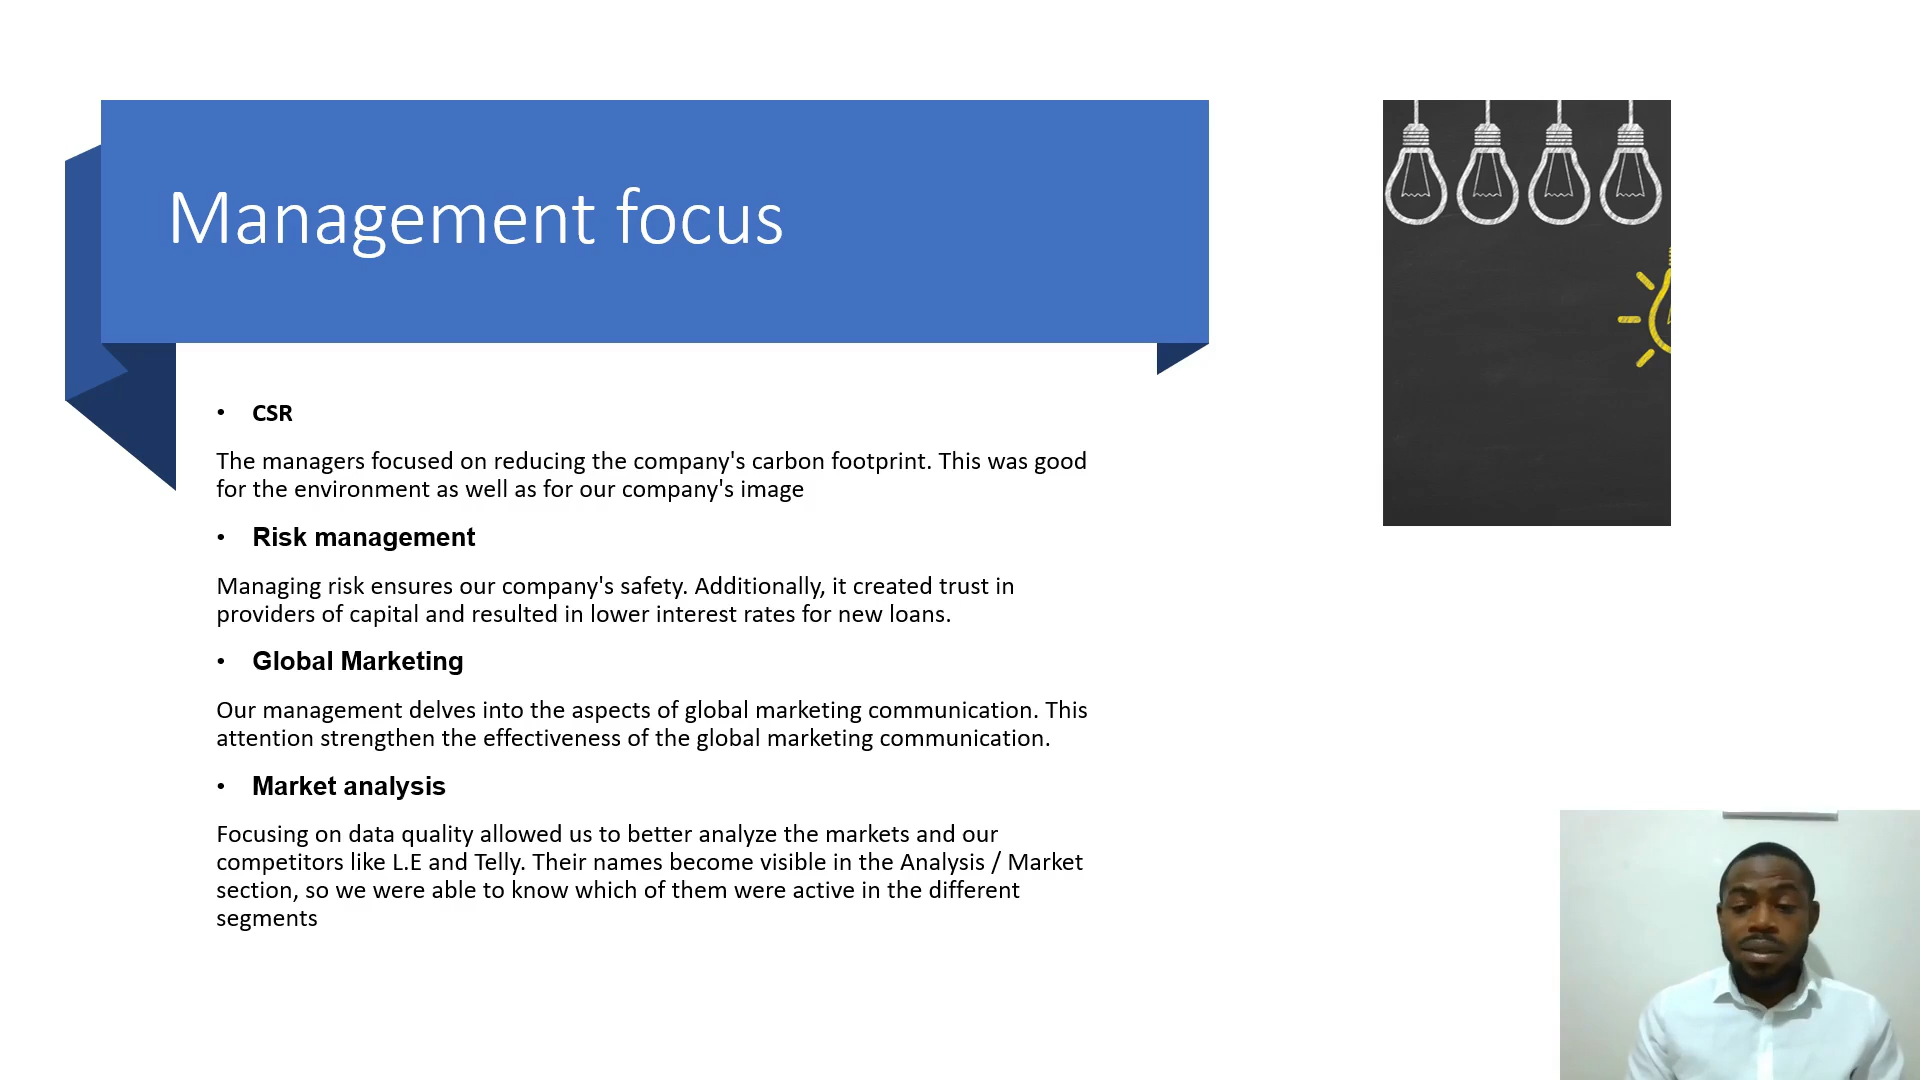 Management focus
• CSR
The managers focused on reducing the company's carbon footprint. This was good
for the environment as well as for our company's image
• Risk management
Managing risk ensures our company's safety. Additionally, it created trust in
providers of capital and resulted in lower interest rates for new loans.
• Global Marketing
Our management delves into the aspects of global marketing communication. This
attention strengthen the effectiveness of the global marketing communication.
• Market analysis
Focusing on data quality allowed us to better analyze the markets and our
competitors like L.E and Telly. Their names become visible in the Analysis / Market
section, so we were able to know which of them were active in the different
segments